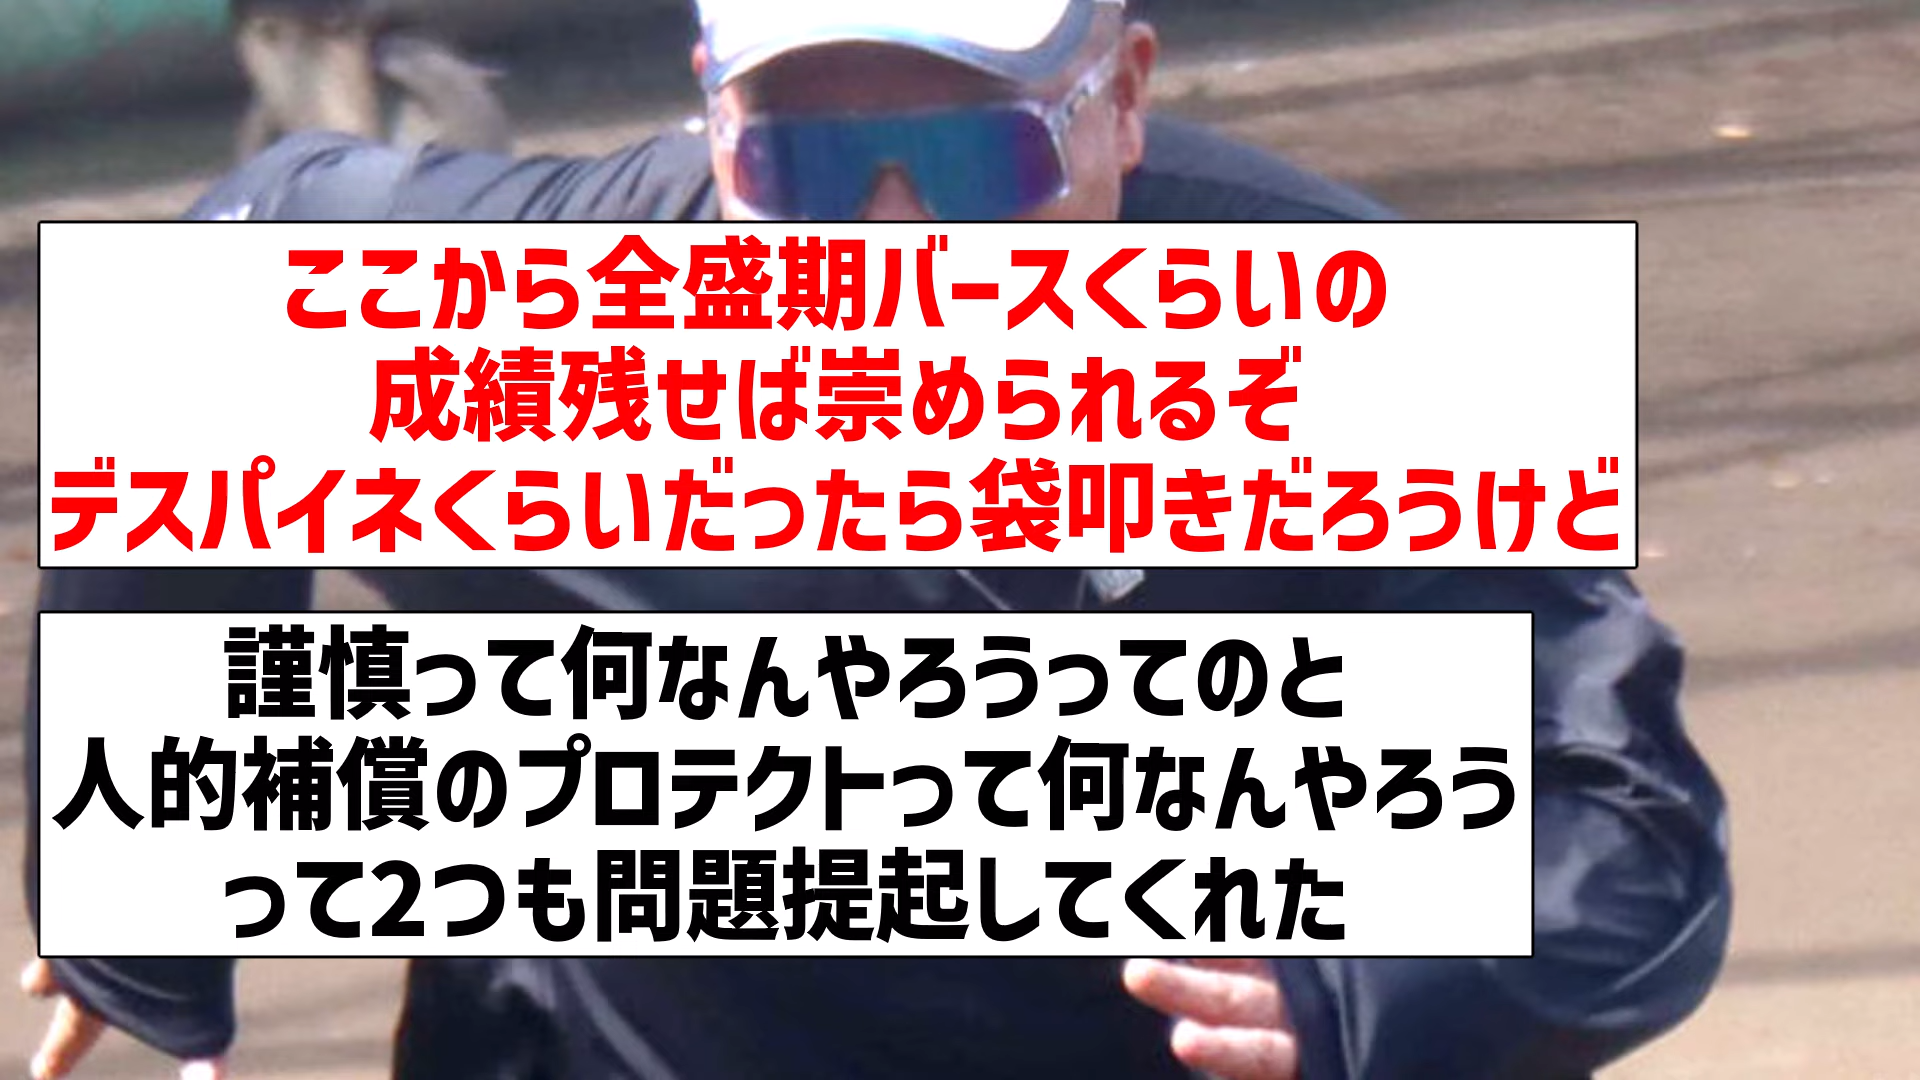 ここから全盛期バースくらいの
成績残せば崇められるぞ
デスパイネくらいだったら袋叩きだろうけど
謹慎って何なんやろうってのと
人的補償のプロテクトって何なんやろう
って2つも問題提起してくれた